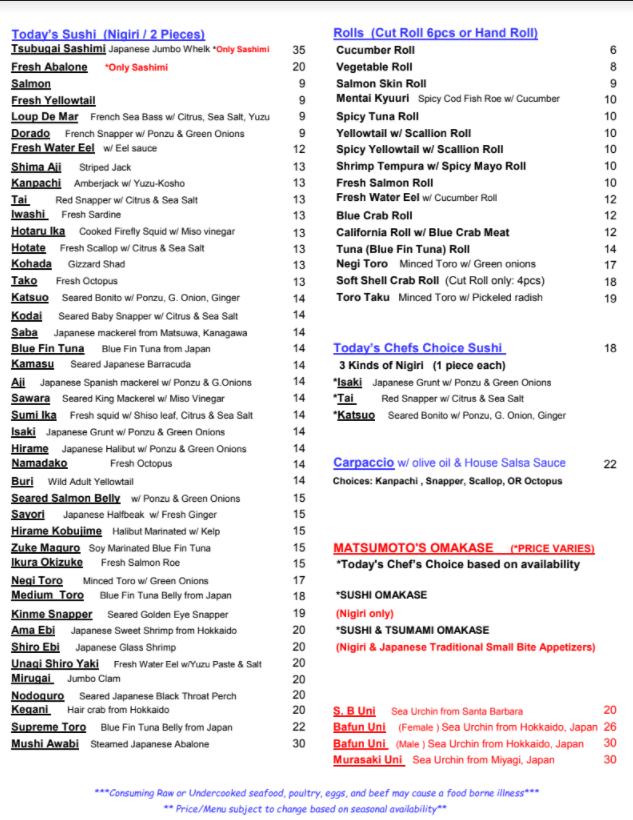 Today's Sushi (Nigiri / 2 Pieces)
Tsubugai Sashimi Japanese Jumbo Whelk *Only Sashimi 35
Fresh Abalone *Only Sashimi 20
Salmon 9
Fresh Yellowtail 9
Loup De Mar French Sea Bass w/ Citrus, Sea Salt, Yuzu 9
Dorado French Snapper w/ Ponzu & Green Onions 9
Fresh Water Eel w/ Eel sauce 12
Shima Aji Striped Jack 13
Kanpachi Amberjack w/ Yuzu-Kosho 13
Tai Red Snapper w/ Citrus & Sea Salt 13
Iwashi Fresh Sardine 13
Hotaru Ika Cooked Firefly Squid w/ Miso vinegar 13
Hotate Fresh Scallop w/ Citrus & Sea Salt 13
Kohada Gizzard Shad 13
Tako Fresh Octopus 13
Katsuo Seared Bonito w/ Ponzu, G. Onion, Ginger 14
Kodai Seared Baby Snapper w/ Citrus & Sea Salt 14
Saba Japanese mackerel from Matsuwa, Kanagawa 14
Blue Fin Tuna Blue Fin Tuna from Japan 14
Kamasu Seared Japanese Barracuda 14
Aji Japanese Spanish mackerel w/ Ponzu & G.Onions 14
Sawara Seared King Mackerel w/ Miso Vinegar 14
Sumi Ika Fresh squid w/ Shiso leaf, Citrus & Sea Salt 14
Isaki Japanese Grunt w/ Ponzu & Green Onions 14
Hirame Japanese Halibut w/ Ponzu & Green Onions 14
Namadako Fresh Octopus 14
Buri Wild Adult Yellowtail 14
Seared Salmon Belly w/ Ponzu & Green Onions 15
Sayori Japanese Halfbeak w/ Fresh Ginger 15
Hirame Kobujime Halibut Marinated w/ Kelp 15
Zuke Maguro Soy Marinated Blue Fin Tuna 15
Ikura Okizuke Fresh Salmon Roe 15
Negi Toro Minced Toro w/ Green Onions 17
Medium Toro Blue Fin Tuna Belly from Japan 18
Kinme Snapper Seared Golden Eye Snapper 19
Ama Ebi Japanese Sweet Shrimp from Hokkaido 20
Shiro Ebi Japanese Glass Shrimp 20
Unagi Shiro Yaki Fresh Water Eel w/Yuzu Paste & Salt 20
Mirugai Jumbo Clam 20
Nodoguro Seared Japanese Black Throat Perch 20
Kegani Hair crab from Hokkaido 20
Supreme Toro Blue Fin Tuna Belly from Japan 22
Mushi Awabi Steamed Japanese Abalone 30
Rolls (Cut Roll 6pcs or Hand Roll)
Cucumber Roll 6
Vegetable Roll 8
Salmon Skin Roll 9
Mentai Kyuuri Spicy Cod Fish Roe w/ Cucumber 10
Spicy Tuna Roll 10
Yellowtail w/ Scallion Roll 10
Spicy Yellowtail w/ Scallion Roll 10
Shrimp Tempura w/ Spicy Mayo Roll 10
Fresh Salmon Roll 10
Fresh Water Eel w/ Cucumber Roll 12
Blue Crab Roll 12
California Roll w/ Blue Crab Meat 12
Tuna (Blue Fin Tuna) Roll 14
Negi Toro Minced Toro w/ Green onions 17
Soft Shell Crab Roll (Cut Roll only: 4pcs) 18
Toro Taku Minced Toro w/ Pickeled radish 19
Today's Chefs Choice Sushi 18
3 Kinds of Nigiri (1 piece each)
*Isaki Japanese Grunt w/ Ponzu & Green Onions
*Tai Red Snapper w/ Citrus & Sea Salt
*Katsuo Seared Bonito w/ Ponzu, G. Onion, Ginger
Carpaccio w/ olive oil & House Salsa Sauce 22
Choices: Kanpachi , Snapper, Scallop, OR Octopus
MATSUMOTO'S OMAKASE (*PRICE VARIES)
*Today's Chef's Choice based on availability
*SUSHI OMAKASE
(Nigiri only)
*SUSHI & TSUMAMI OMAKASE
(Nigiri & Japanese Traditional Small Bite Appetizers)
S. B Uni Sea Urchin from Santa Barbara 20
Bafun Uni (Female ) Sea Urchin from Hokkaido, Japan 26
Bafun Uni (Male ) Sea Urchin from Hokkaido, Japan 30
Murasaki Uni Sea Urchin from Miyagi, Japan 30
***Consuming Raw or Undercooked seafood, poultry, eggs, and beef may cause a food borne illness***
** Price/Menu subject to change based on seasonal availability**